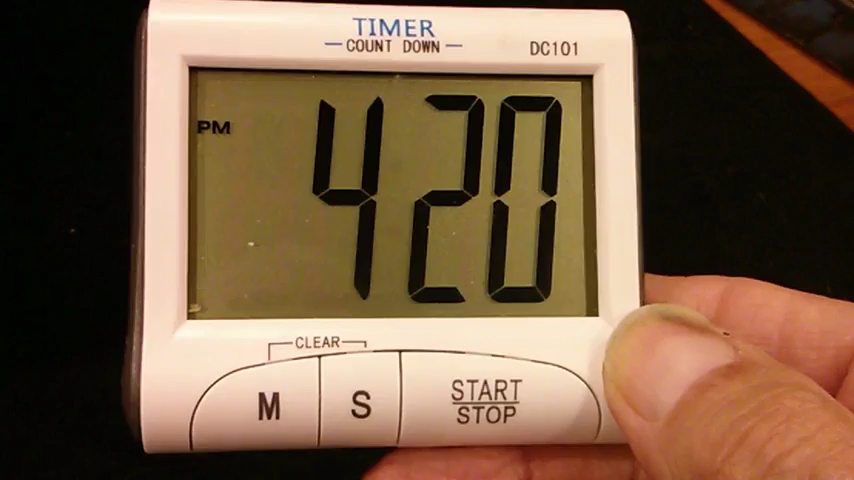 TIMER
COUNT DOWN
DC101
PM
420
CLEAR
M
S
START
STOP